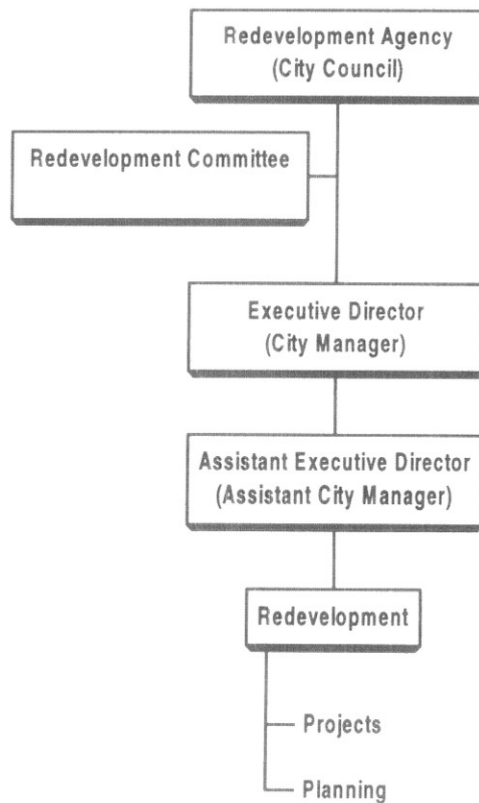 Redevelopment Agency
(City Council)
Redevelopment Committee
Executive Director
(City Manager)
Assistant Executive Director
(Assistant City Manager)
Redevelopment
Projects
Planning